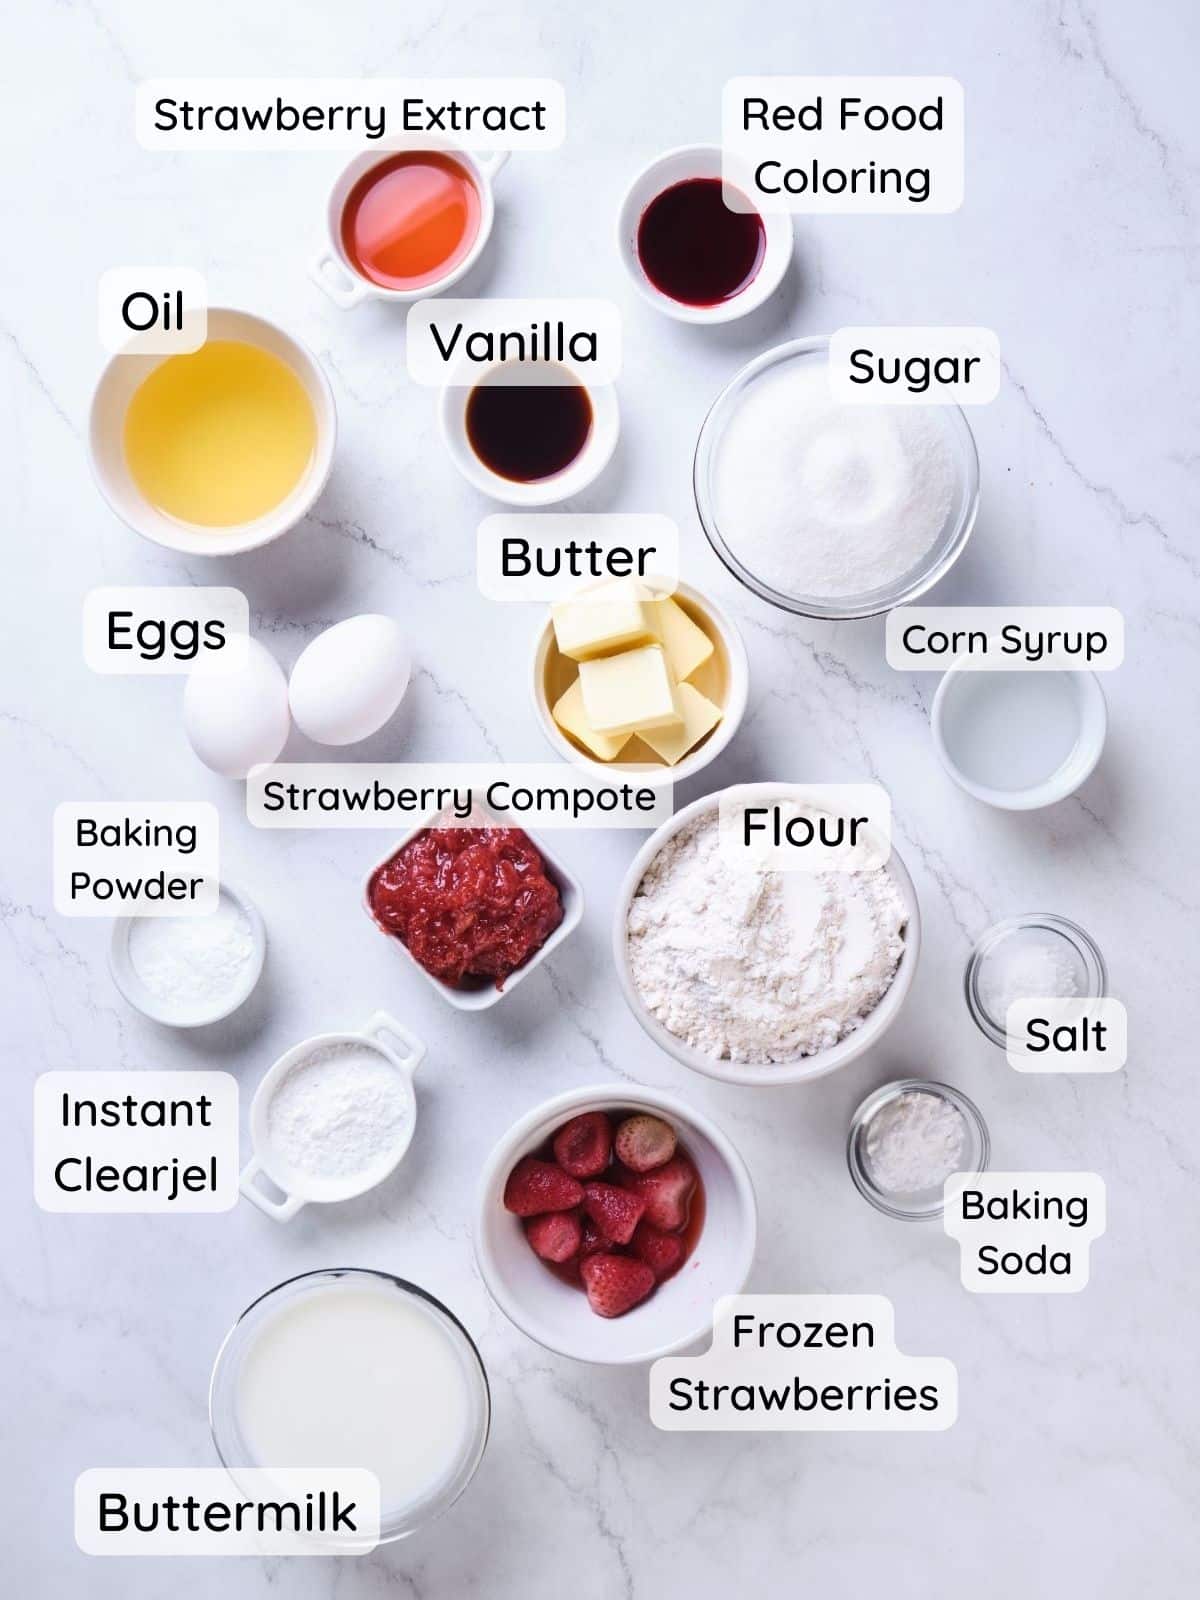 Strawberry Extract
Red Food
Coloring
Oil
Vanilla
Sugar
Butter
Eggs
Corn Syrup
Strawberry Compote
Flour
Baking
Powder
Salt
Instant
Clearjel
Baking
Soda
Frozen
Strawberries
Buttermilk